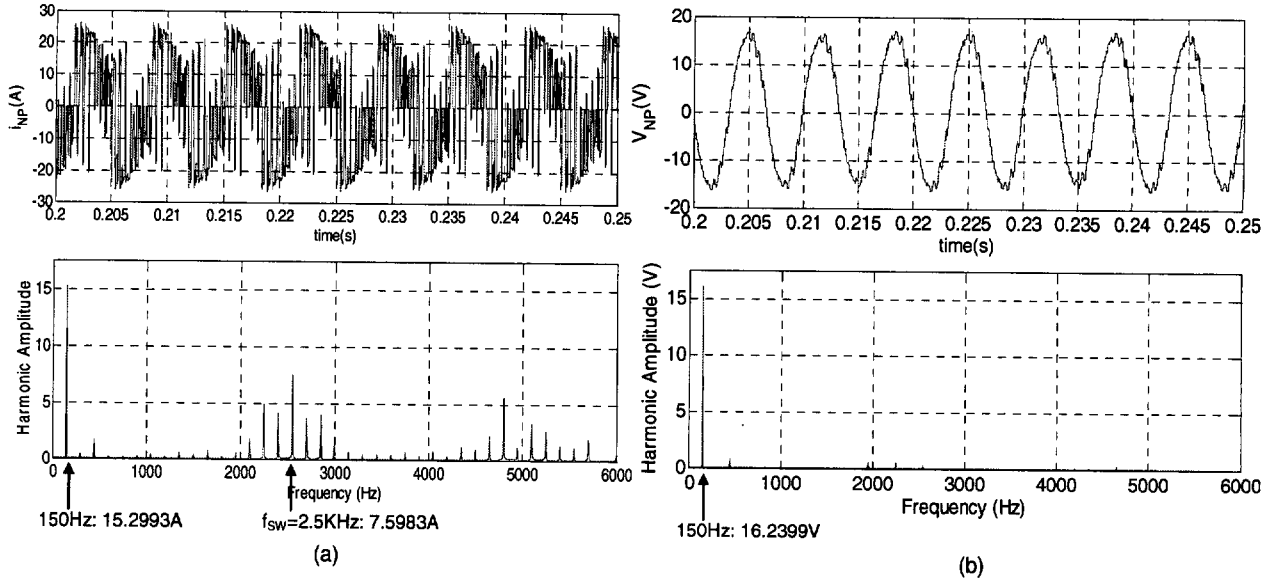 i_NP(A)
30
20
10
0
-10
-20
-30
0.2 0.205 0.21 0.215 0.22 0.225 0.23 0.235 0.24 0.245 0.25
time(s)
Harmonic Amplitude
15
10
5
0
0 1000 2000 3000 4000 5000 6000
Frequency (Hz)
150Hz: 15.2993A
f_SW=2.5KHz: 7.5983A
(a)
V_NP(V)
20
10
0
-10
-20
0.2 0.205 0.21 0.215 0.22 0.225 0.23 0.235 0.24 0.245 0.25
time(s)
Harmonic Amplitude (V)
15
10
5
0
0 1000 2000 3000 4000 5000 6000
Frequency (Hz)
150Hz: 16.2399V
(b)